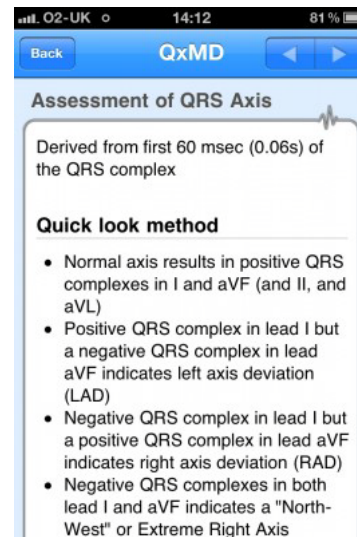 O2-UK 14:12 81%
Back QxMD
Assessment of QRS Axis
Derived from first 60 msec (0.06s) of
the QRS complex
Quick look method
• Normal axis results in positive QRS
complexes in I and aVF (and II, and
aVL)
• Positive QRS complex in lead I but
a negative QRS complex in lead
aVF indicates left axis deviation
(LAD)
• Negative QRS complex in lead I but
a positive QRS complex in lead aVF
indicates right axis deviation (RAD)
• Negative QRS complexes in both
lead I and aVF indicates a "North-
West" or Extreme Right Axis